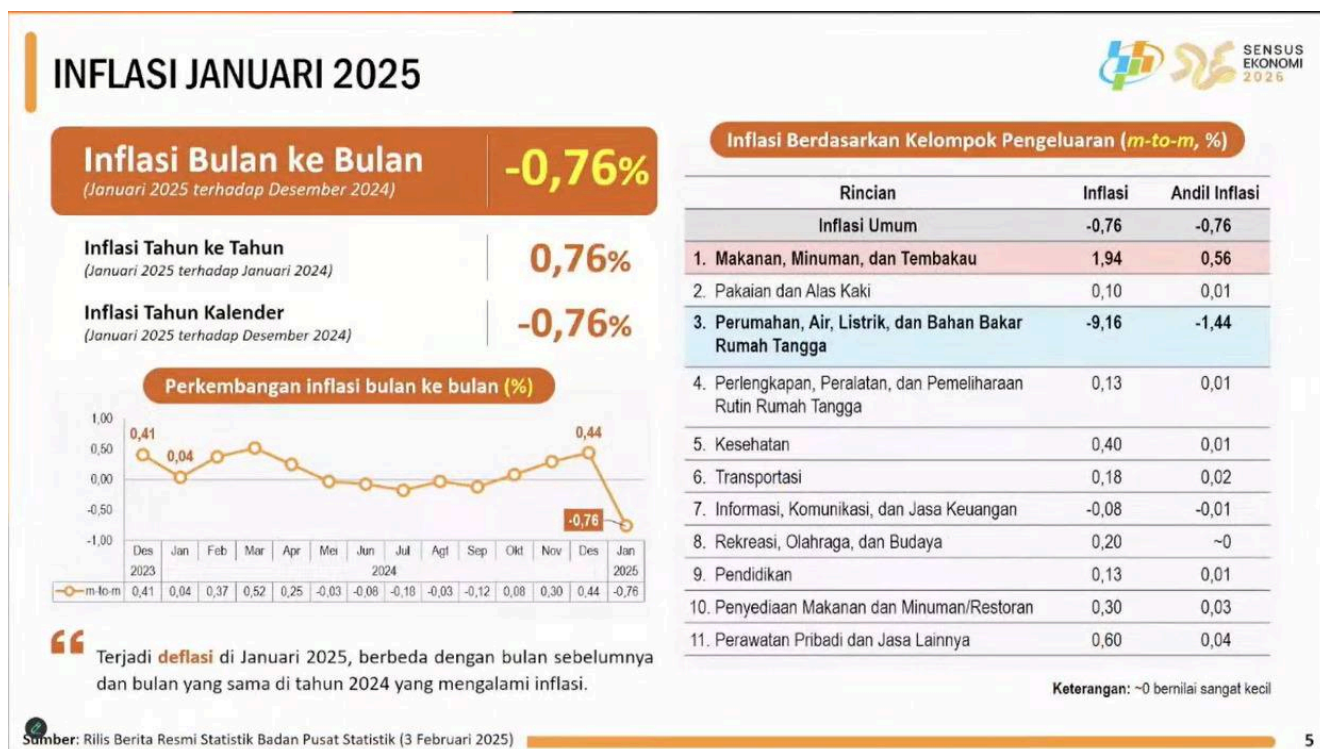 INFLASI JANUARI 2025
SENSUS
EKONOMI
2026
Inflasi Bulan ke Bulan
(Januari 2025 terhadap Desember 2024)
-0,76%
Inflasi Tahun ke Tahun
(Januari 2025 terhadap Januari 2024)
0,76%
Inflasi Tahun Kalender
(Januari 2025 terhadap Desember 2024)
-0,76%
Perkembangan inflasi bulan ke bulan (%)
1,00
0,50
0,00
-0,50
-1,00
0,41
0,04
0,44
-0,76
Des Jan Feb Mar Apr Mei Jun Jul Agt Sep Okt Nov Des Jan
2023 2024 2025
m-to-m 0,41 0,04 0,37 0,52 0,25 -0,03 -0,08 -0,18 -0,03 -0,12 0,08 0,30 0,44 -0,76
Terjadi deflasi di Januari 2025, berbeda dengan bulan sebelumnya
dan bulan yang sama di tahun 2024 yang mengalami inflasi.
Inflasi Berdasarkan Kelompok Pengeluaran (m-to-m, %)
Rincian Inflasi Andil Inflasi
Inflasi Umum -0,76 -0,76
1. Makanan, Minuman, dan Tembakau 1,94 0,56
2. Pakaian dan Alas Kaki 0,10 0,01
3. Perumahan, Air, Listrik, dan Bahan Bakar -9,16 -1,44
Rumah Tangga
4. Perlengkapan, Peralatan, dan Pemeliharaan 0,13 0,01
Rutin Rumah Tangga
5. Kesehatan 0,40 0,01
6. Transportasi 0,18 0,02
7. Informasi, Komunikasi, dan Jasa Keuangan -0,08 -0,01
8. Rekreasi, Olahraga, dan Budaya 0,20 ~0
9. Pendidikan 0,13 0,01
10. Penyediaan Makanan dan Minuman/Restoran 0,30 0,03
11. Perawatan Pribadi dan Jasa Lainnya 0,60 0,04
Keterangan: ~0 bernilai sangat kecil
Sumber: Rilis Berita Resmi Statistik Badan Pusat Statistik (3 Februari 2025)
5